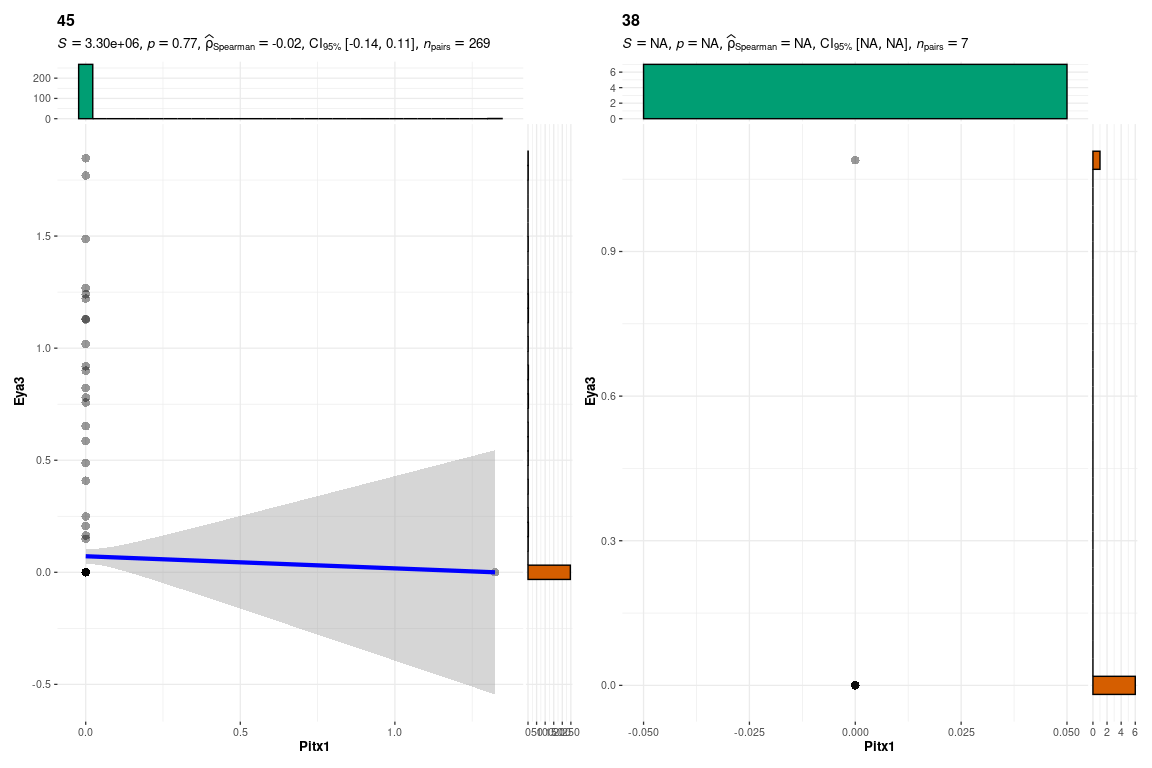 45
S = 3.30e+06, p = 0.77, ρ̂Spearman = -0.02, CI95% [-0.14, 0.11], npairs = 269
200
100
0
1.5
1.0
0.5
0.0
-0.5
Eya3
0.0 0.5 1.0
Pitx1
38
S = NA, p = NA, ρ̂Spearman = NA, CI95% [NA, NA], npairs = 7
6
4
2
0
0.9
0.6
0.3
0.0
Eya3
-0.050 -0.025 0.000 0.025 0.050 0 2 4 6
Pitx1